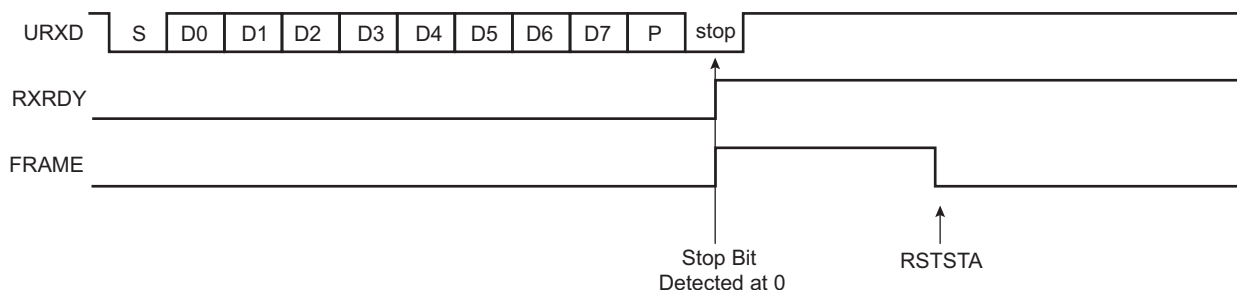 URXD S D0 D1 D2 D3 D4 D5 D6 D7 P stop
RXRDY
FRAME
Stop Bit
Detected at 0
RSTSTA